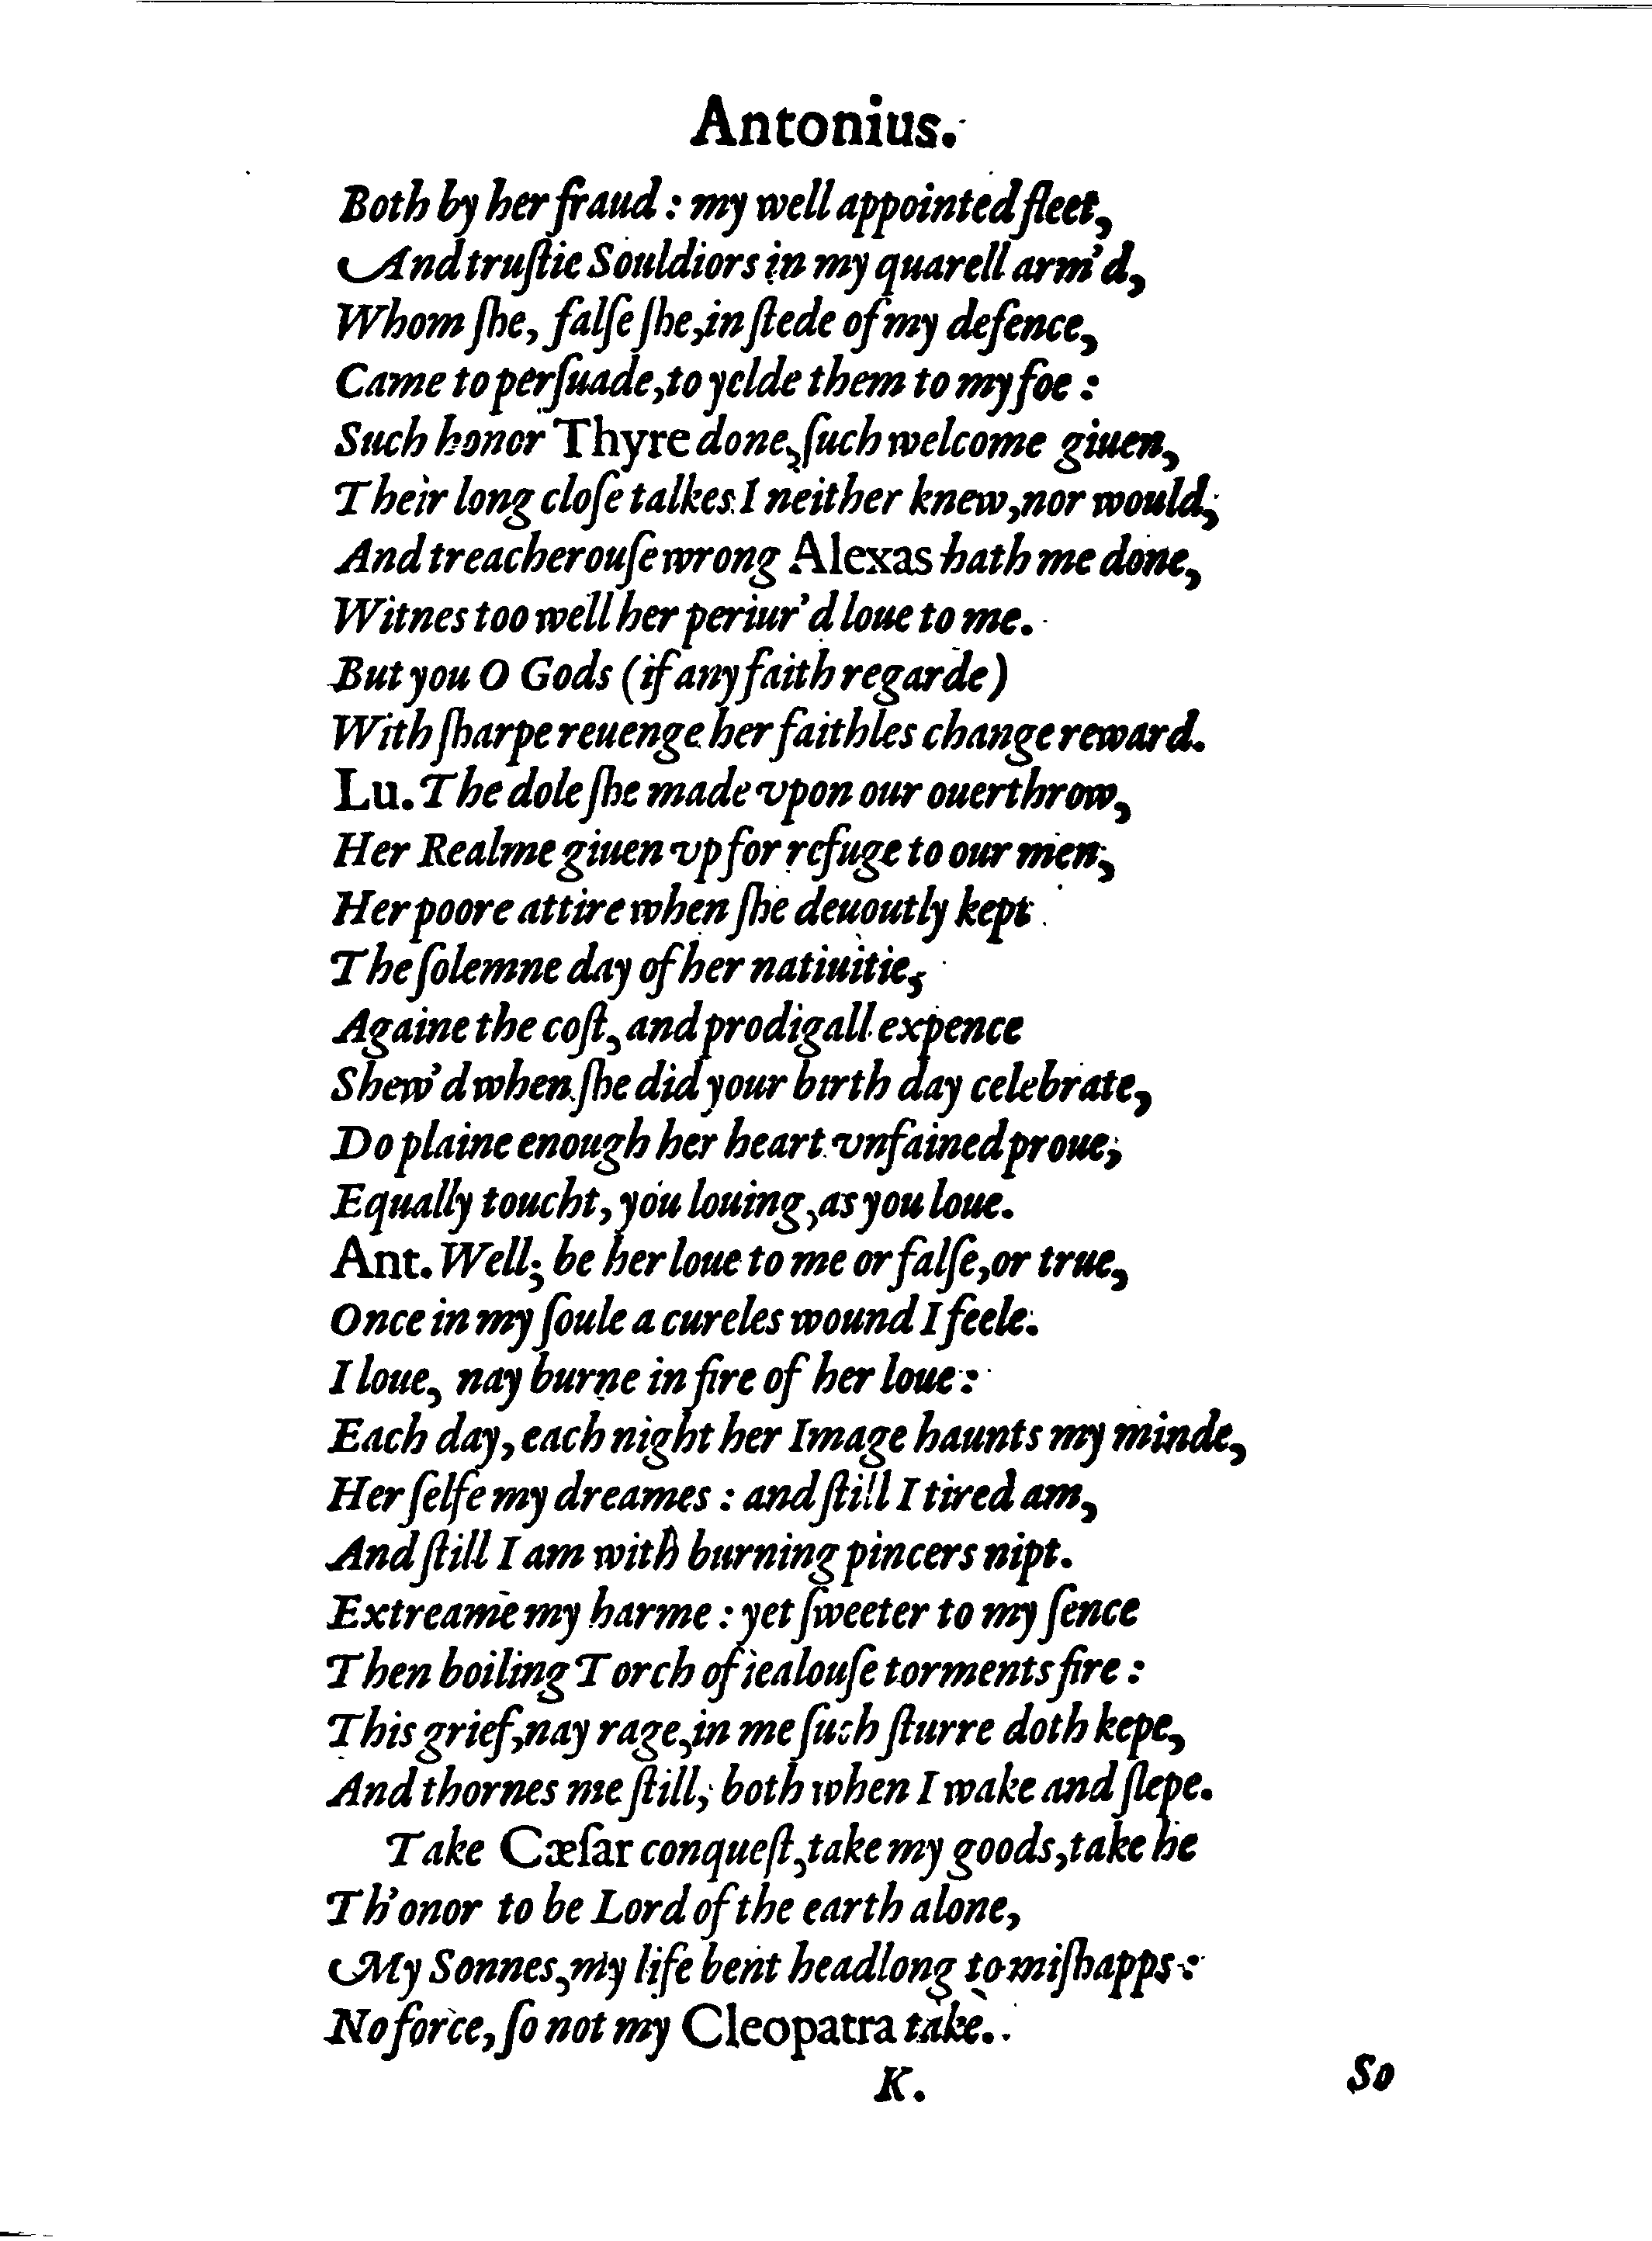 Antonius.
Both by her fraud : my well appointed fleet,
And truſtie Souldiors in my quarell arm'd,
Whom ſhe, falſe ſhe, in ſtede of my defence,
Came to perſuade, to yelde them to my foe :
Such honor Thyre done, ſuch welcome giuen,
Their long cloſe talkes I neither knew, nor would,
And treacherouſe wrong Alexas hath me done,
Witnes too well her periur'd loue to me.
But you O Gods (if any faith regarde)
With ſharpe reuenge her faithles change reward.
Lu. The dole ſhe made vpon our ouerthrow,
Her Realme giuen vp for refuge to our men,
Her poore attire when ſhe deuoutly kept
The ſolemne day of her natiuitie,
Againe the coſt, and prodigall expence
Shew'd when ſhe did your birth day celebrate,
Do plaine enough her heart vnfained proue,
Equally toucht, you louing, as you loue.
Ant. Well; be her loue to me or falſe, or true,
Once in my ſoule a cureles wound I feele.
I loue, nay burne in fire of her loue :
Each day, each night her Image haunts my minde,
Her ſelfe my dreames : and ſtill I tired am,
And ſtill I am with burning pincers nipt.
Extreame my harme : yet ſweeter to my ſence
Then boiling Torch of iealouſe torments fire :
This grief, nay rage, in me ſuch ſturre doth kepe,
And thornes me ſtill, both when I wake and ſlepe.
Take Cæſar conqueſt, take my goods, take he
Th'onor to be Lord of the earth alone,
My Sonnes, my life bent headlong to miſhapps :
No force, ſo not my Cleopatra take.
K.
So